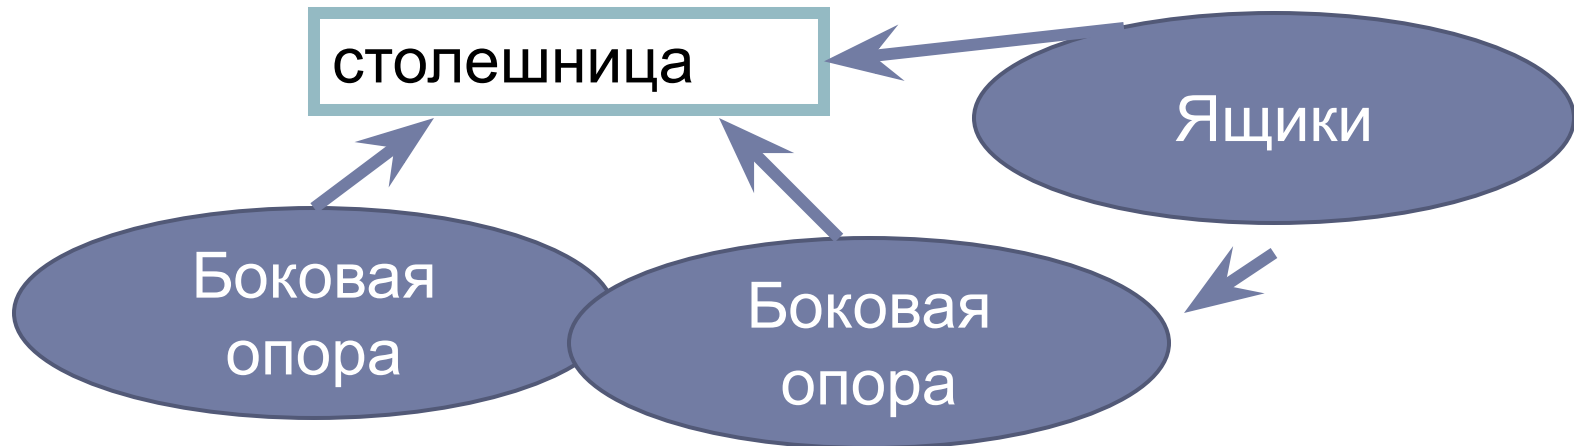 столешница
Ящики
Боковая
опора
Боковая
опора